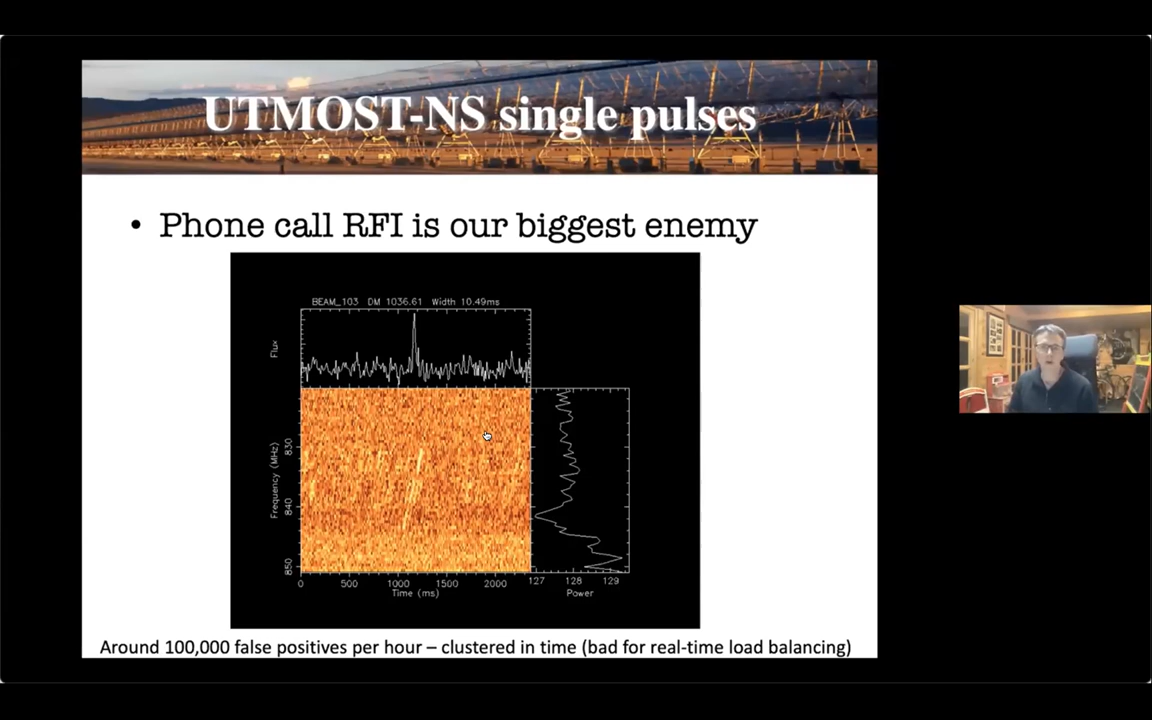 UTMOST-NS single pulses
• Phone call RFI is our biggest enemy
BEAM_103 DM 1036.61 Width 10.49ms
Flux
Frequency (MHz)
830
840
850
0 500 1000 1500 2000
Time (ms)
127 128 129
Power
Around 100,000 false positives per hour – clustered in time (bad for real-time load balancing)